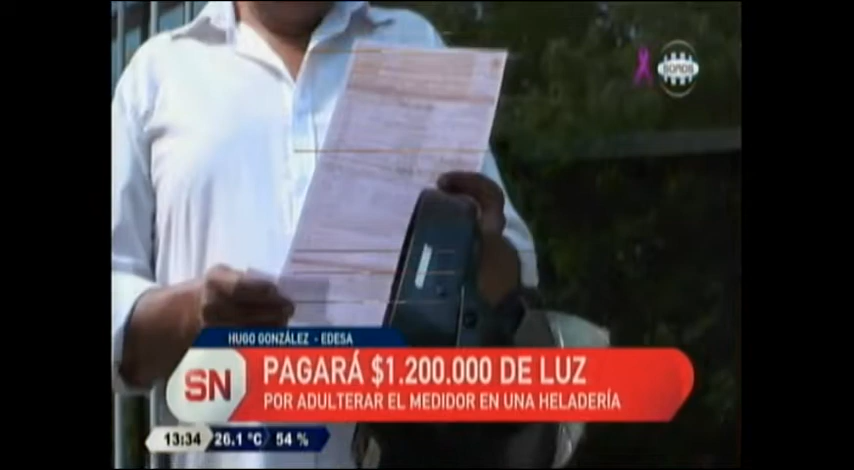 SOMOS
HUGO GONZÁLEZ - EDESA
SN
PAGARÁ $1.200.000 DE LUZ
POR ADULTERAR EL MEDIDOR EN UNA HELADERÍA
13:34 26.1 °C 54 %